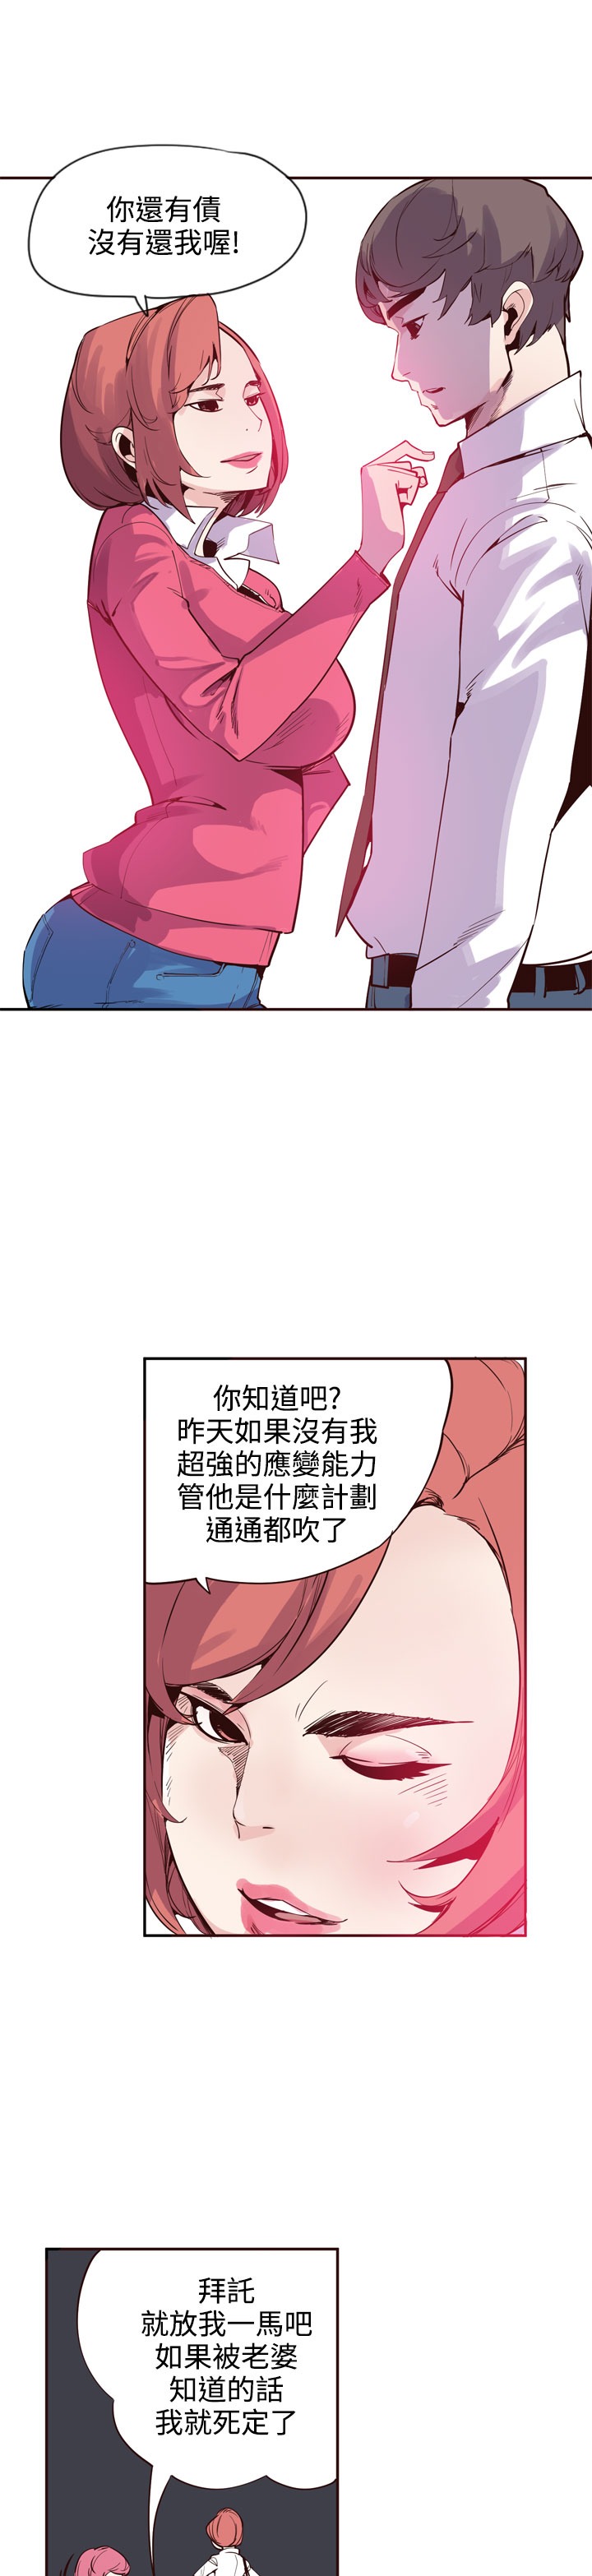 你還有債
沒有還我喔!
你知道吧?
昨天如果沒有我
超強的應變能力
管他是什麼計劃
通通都吹了
拜託
就放我一馬吧
如果被老婆
知道的話
我就死定了